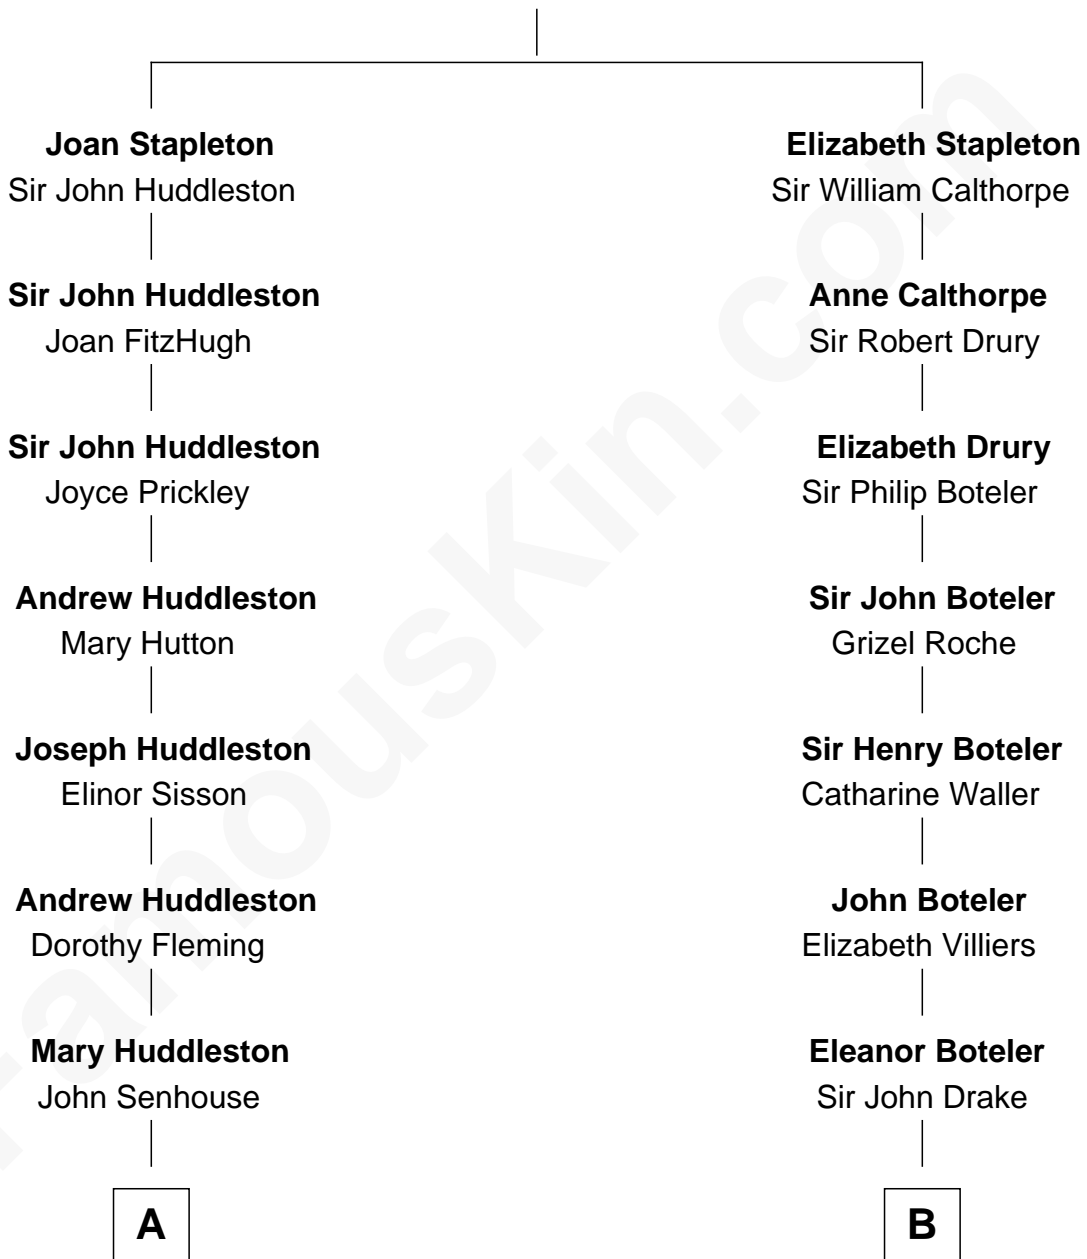 Joan Stapleton
Sir John Huddleston
Sir John Huddleston
Joan FitzHugh
Sir John Huddleston
Joyce Prickley
Andrew Huddleston
Mary Hutton
Joseph Huddleston
Elinor Sisson
Andrew Huddleston
Dorothy Fleming
Mary Huddleston
John Senhouse
A
Elizabeth Stapleton
Sir William Calthorpe
Anne Calthorpe
Sir Robert Drury
Elizabeth Drury
Sir Philip Boteler
Sir John Boteler
Grizel Roche
Sir Henry Boteler
Catharine Waller
John Boteler
Elizabeth Villiers
Eleanor Boteler
Sir John Drake
B
FamousKin.com